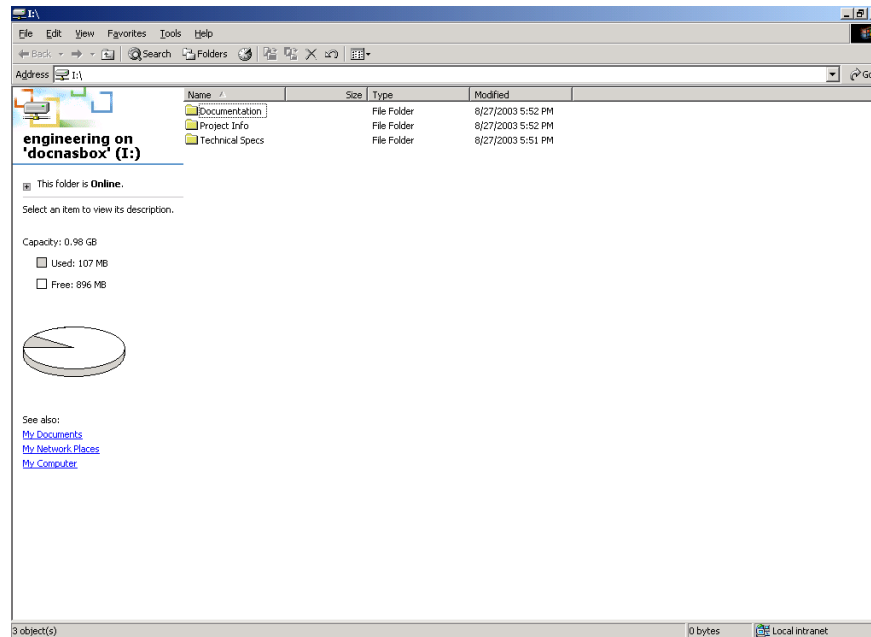 I:\
File Edit View Favorites Tools Help
Back Search Folders
Address I:\ Go
Name Size Type Modified
Documentation File Folder 8/27/2003 5:52 PM
Project Info File Folder 8/27/2003 5:52 PM
Technical Specs File Folder 8/27/2003 5:51 PM
engineering on
'docnasbox' (I:)
This folder is Online.
Select an item to view its description.
Capacity: 0.98 GB
Used: 107 MB
Free: 896 MB
See also:
My Documents
My Network Places
My Computer
3 object(s) 0 bytes Local intranet